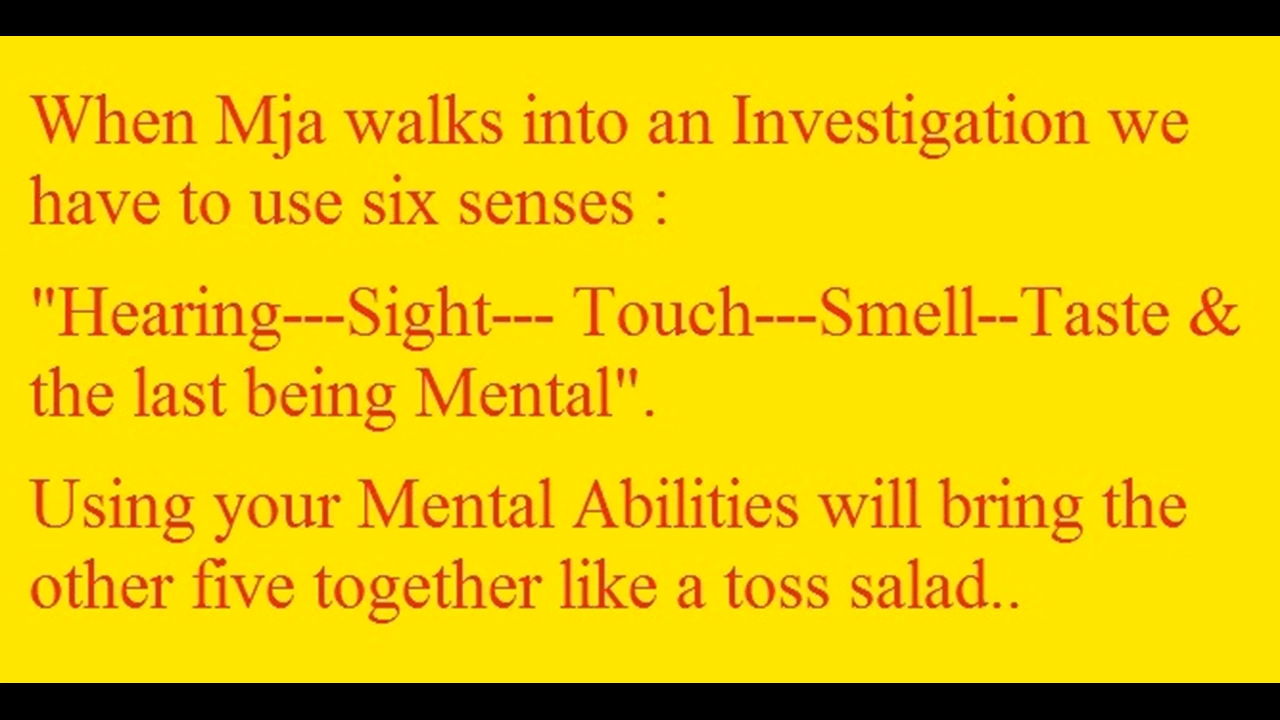 When Mja walks into an Investigation we
have to use six senses :
"Hearing---Sight--- Touch---Smell--Taste &
the last being Mental".
Using your Mental Abilities will bring the
other five together like a toss salad..